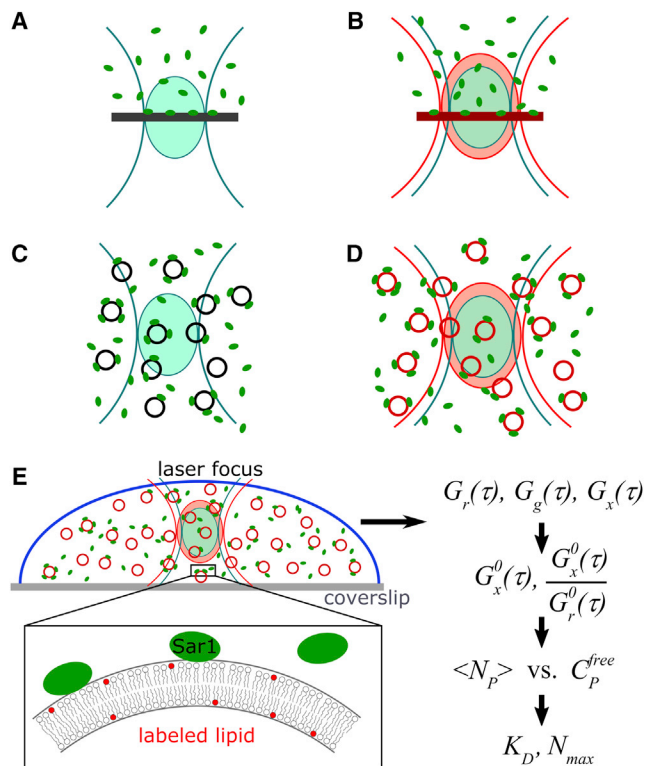 A
B
C
D
E
laser focus
coverslip
Sar1
labeled lipid
G_r(τ), G_g(τ), G_x(τ)
G_x^0(τ), G_x^0(τ)/G_r^0(τ)
<N_P> vs. C_P^free
K_D, N_max